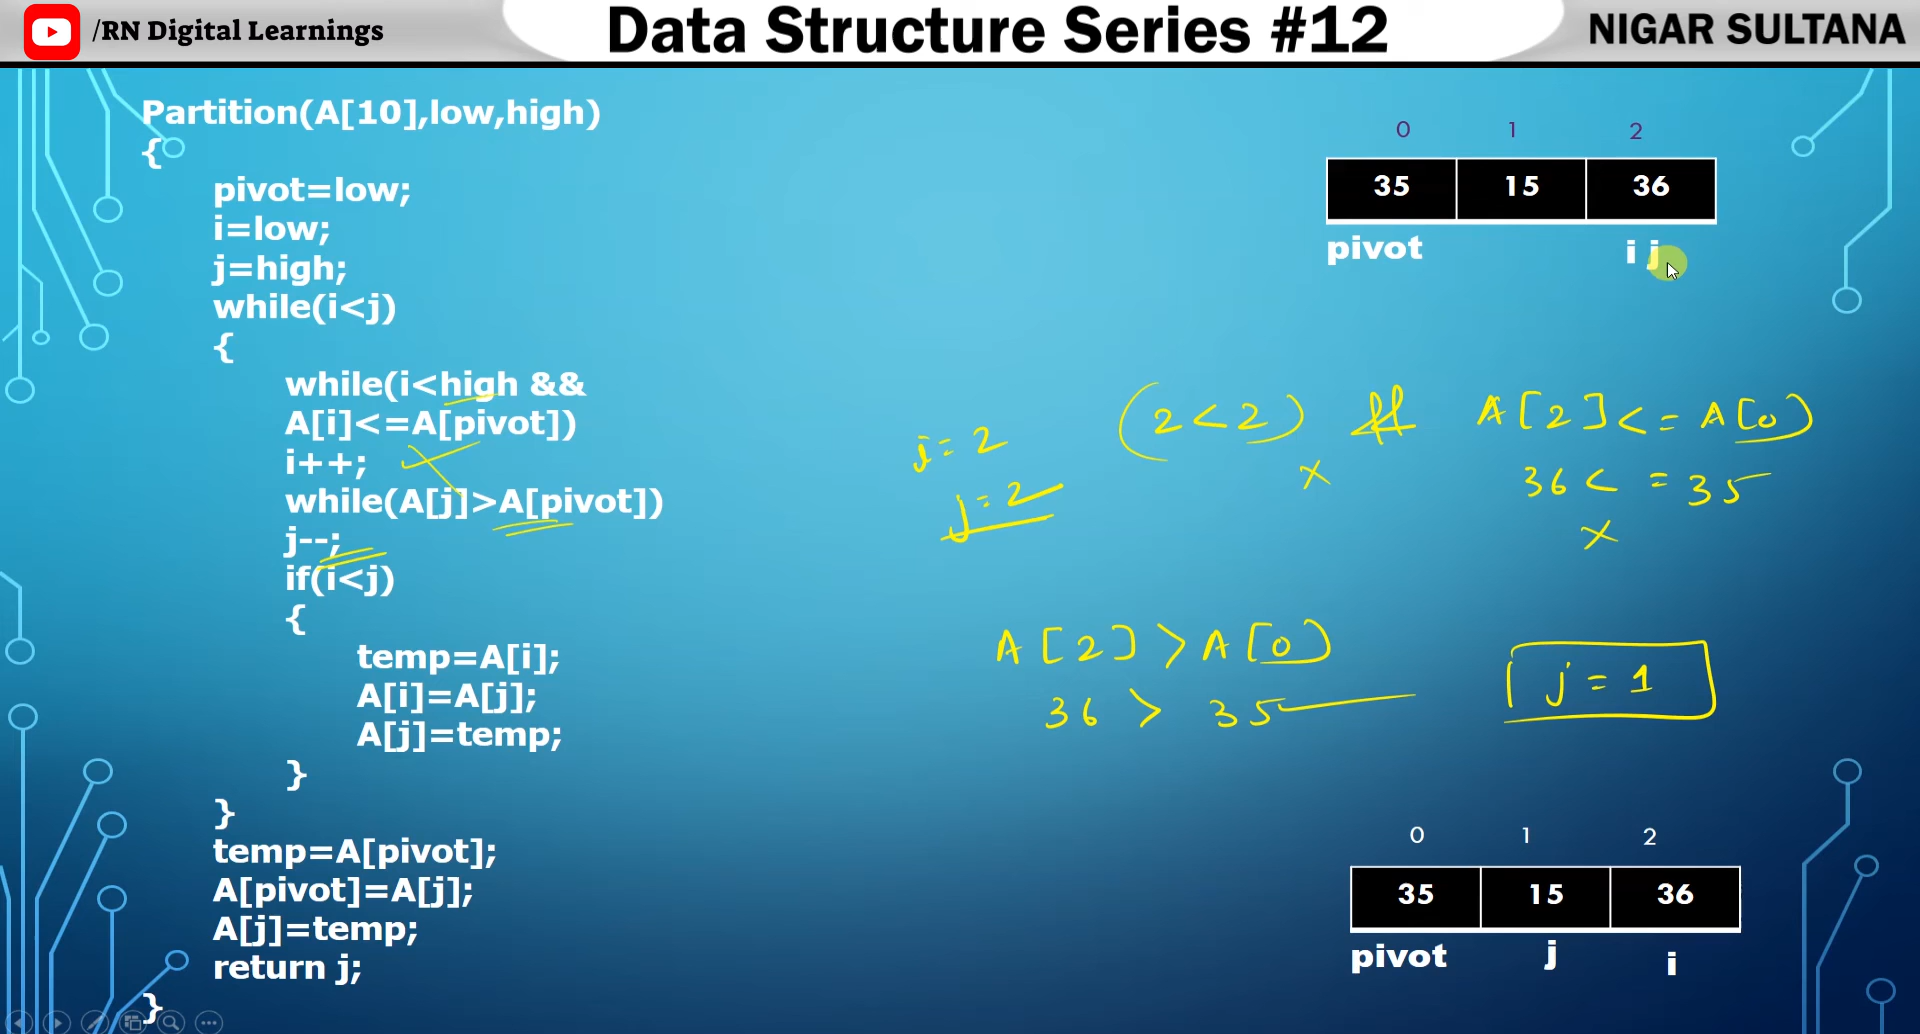 /RN Digital Learnings
Data Structure Series #12
NIGAR SULTANA
Partition(A[10],low,high)
{
pivot=low;
i=low;
j=high;
while(i<j)
{
while(i<high &&
A[i]<=A[pivot])
i++;
while(A[j]>A[pivot])
j--;
if(i<j)
{
temp=A[i];
A[i]=A[j];
A[j]=temp;
}
}
temp=A[pivot];
A[pivot]=A[j];
A[j]=temp;
return j;
}
0 1 2
35 15 36
pivot i j
i = 2
j = 2
(2 < 2) && A[2] <= A[0]
X
36 <= 35
X
A[2] > A[0]
36 > 35
j = 1
0 1 2
35 15 36
pivot j i